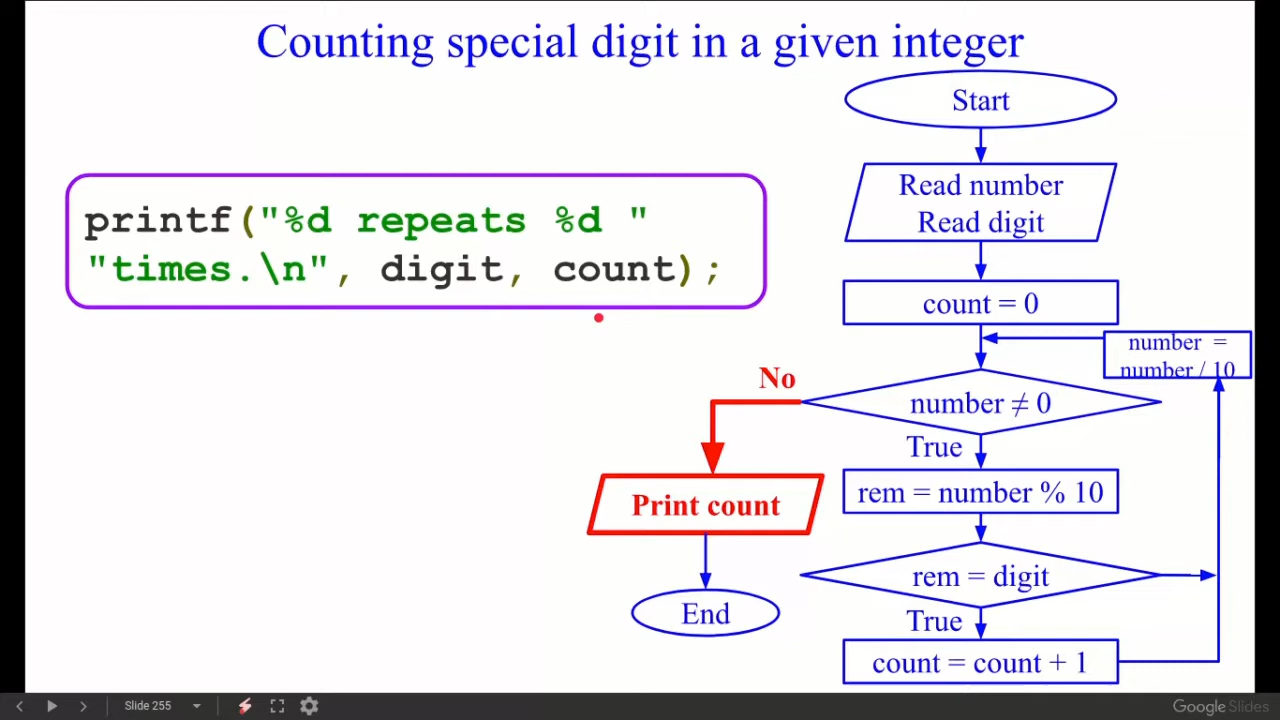 Counting special digit in a given integer
printf("%d repeats %d "
"times.\n", digit, count);
Start
Read number
Read digit
count = 0
number =
number / 10
No
number ≠ 0
True
Print count
rem = number % 10
End
rem = digit
True
count = count + 1
Slide 255
Google Slides